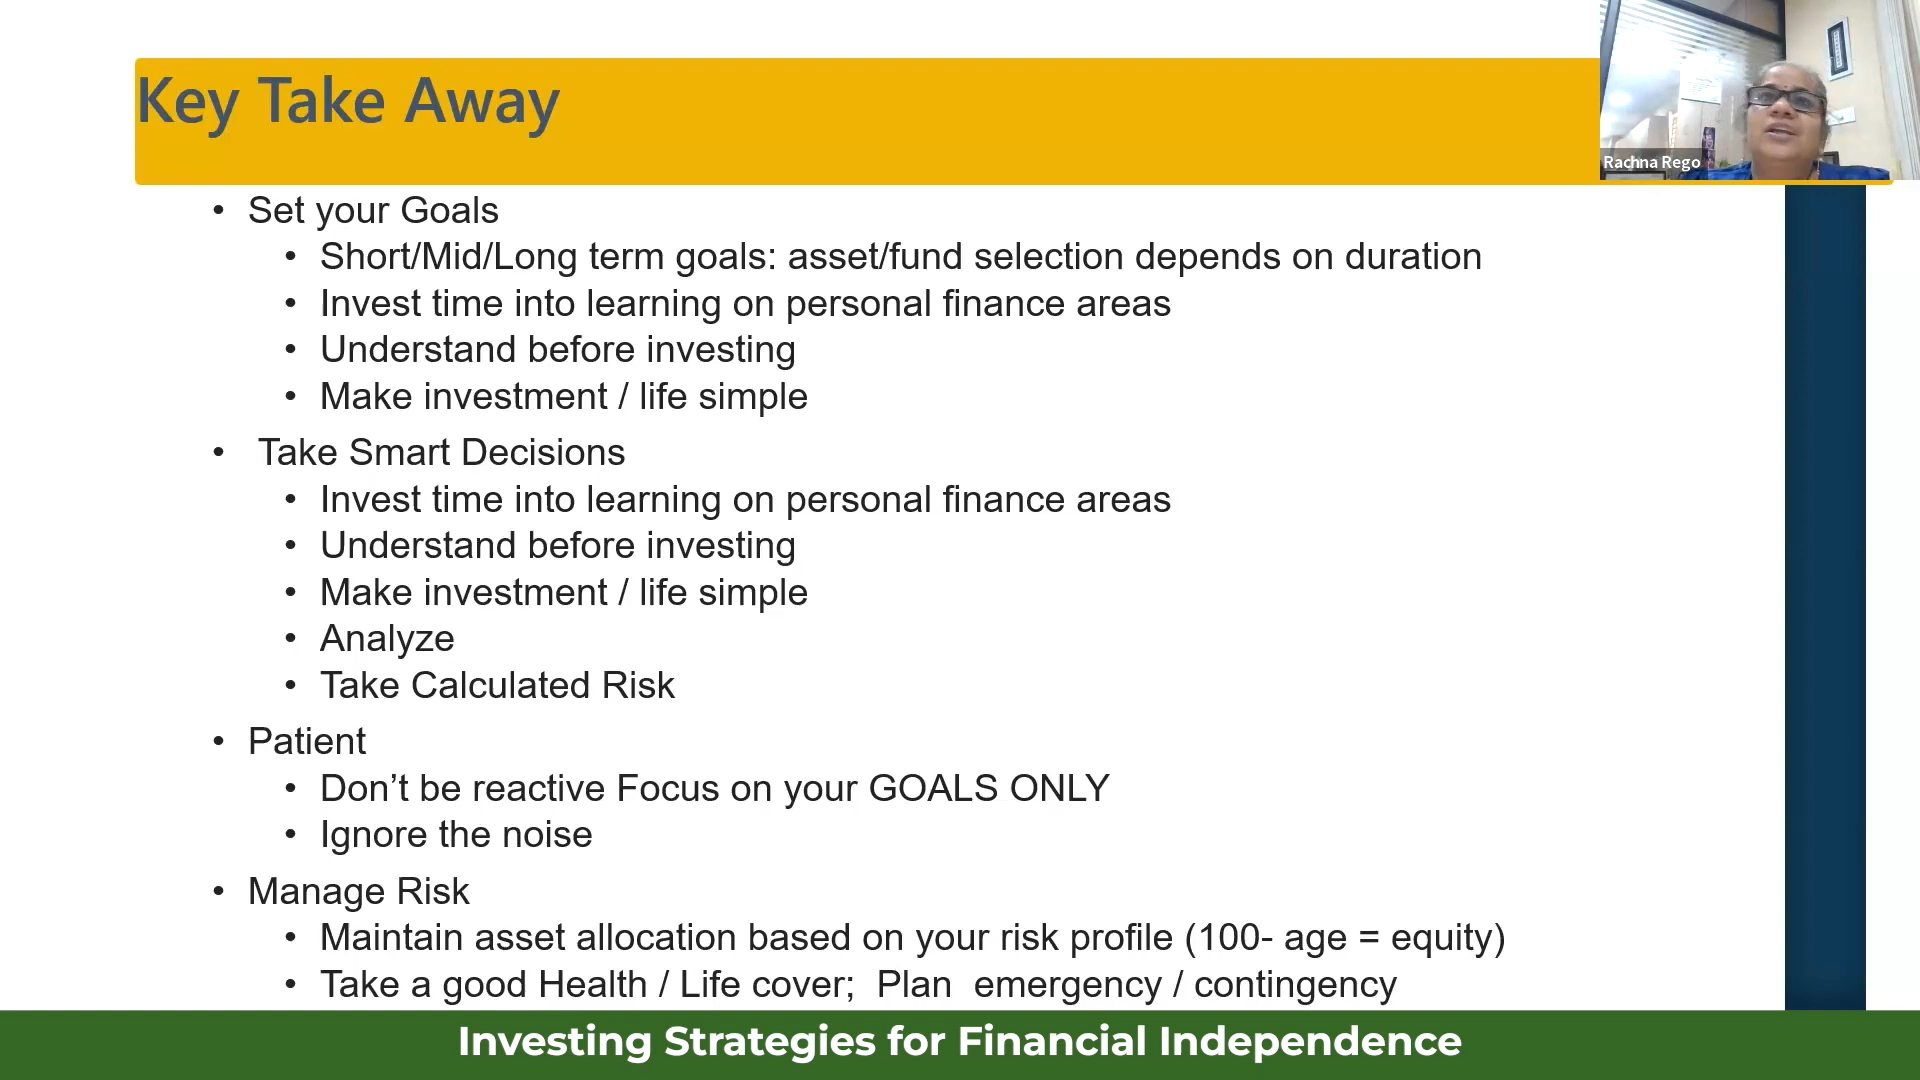 Key Take Away
Rachna Rego
• Set your Goals
• Short/Mid/Long term goals: asset/fund selection depends on duration
• Invest time into learning on personal finance areas
• Understand before investing
• Make investment / life simple
• Take Smart Decisions
• Invest time into learning on personal finance areas
• Understand before investing
• Make investment / life simple
• Analyze
• Take Calculated Risk
• Patient
• Don’t be reactive Focus on your GOALS ONLY
• Ignore the noise
• Manage Risk
• Maintain asset allocation based on your risk profile (100- age = equity)
• Take a good Health / Life cover;  Plan  emergency / contingency
Investing Strategies for Financial Independence